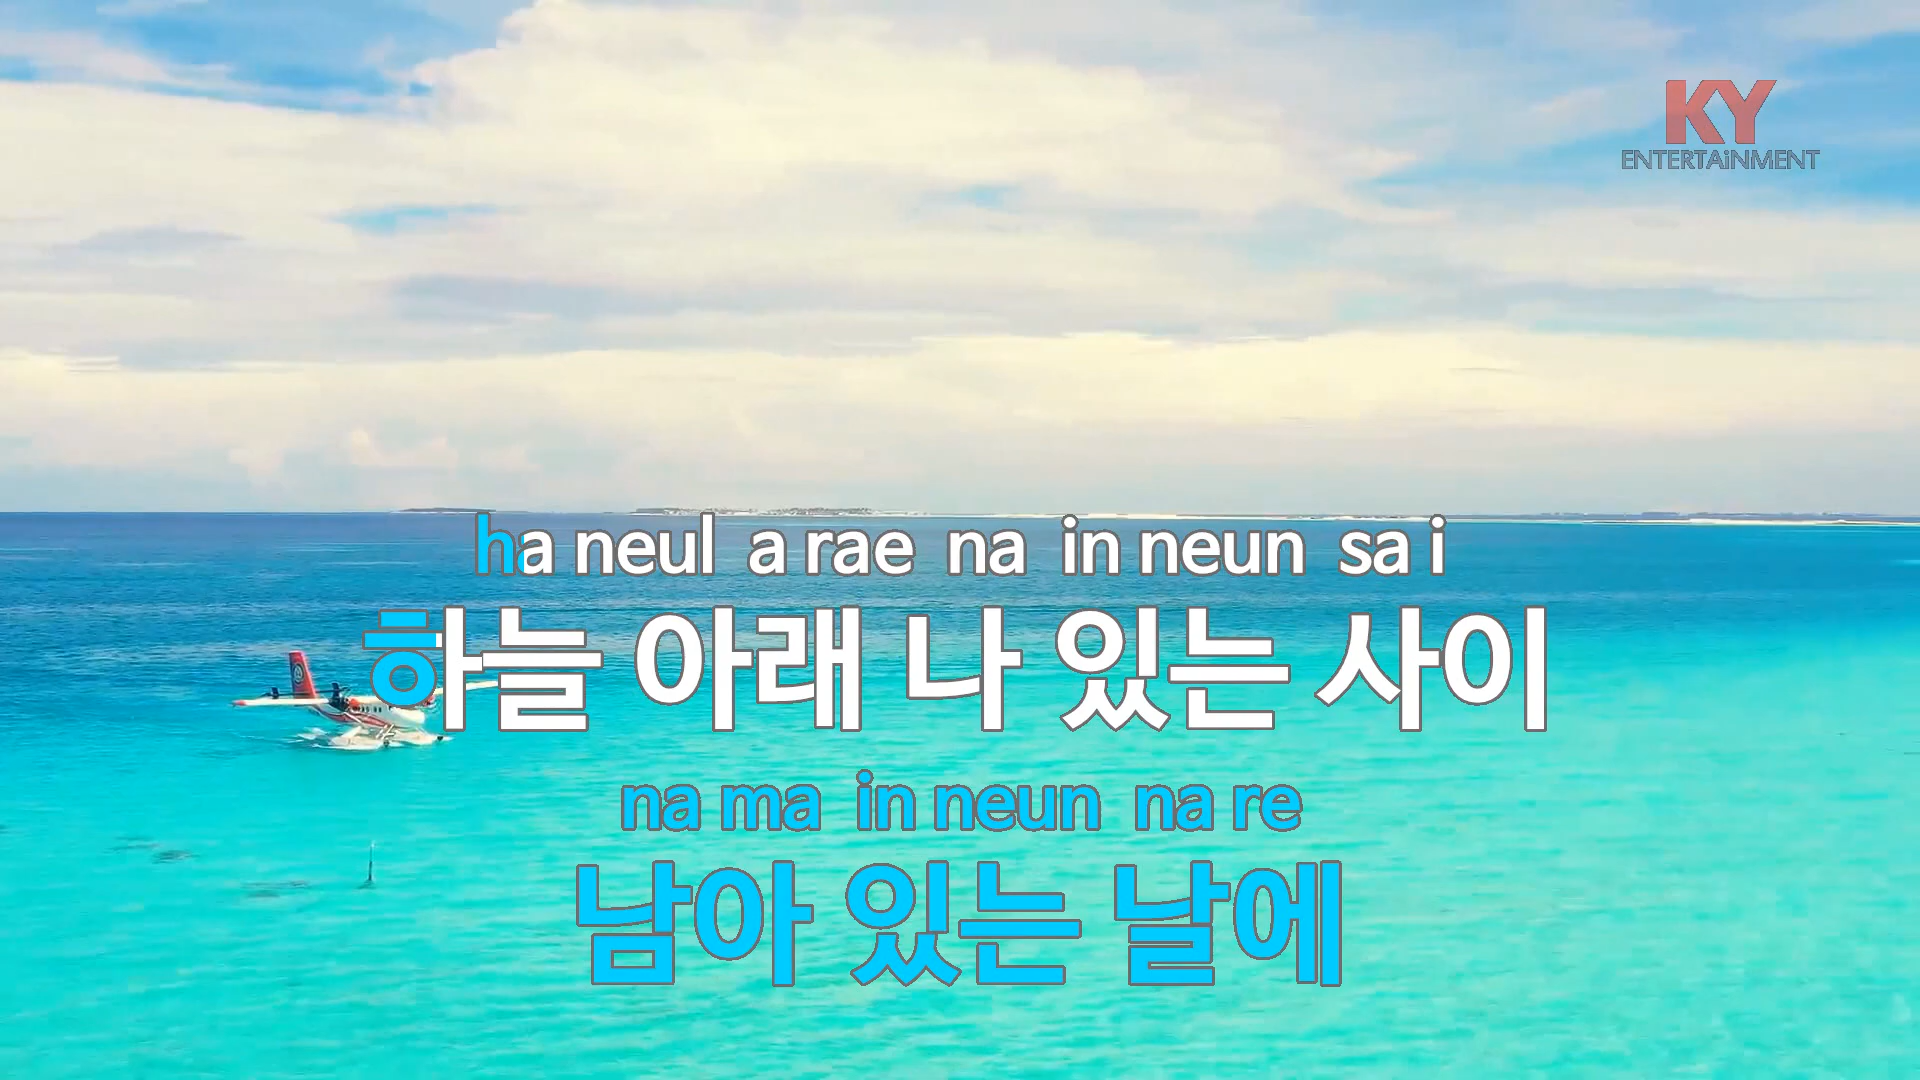 KY
ENTERTAiNMENT
ha neul a rae na in neun sa i
하늘 아래 나 있는 사이
na ma in neun na re
남아 있는 날에